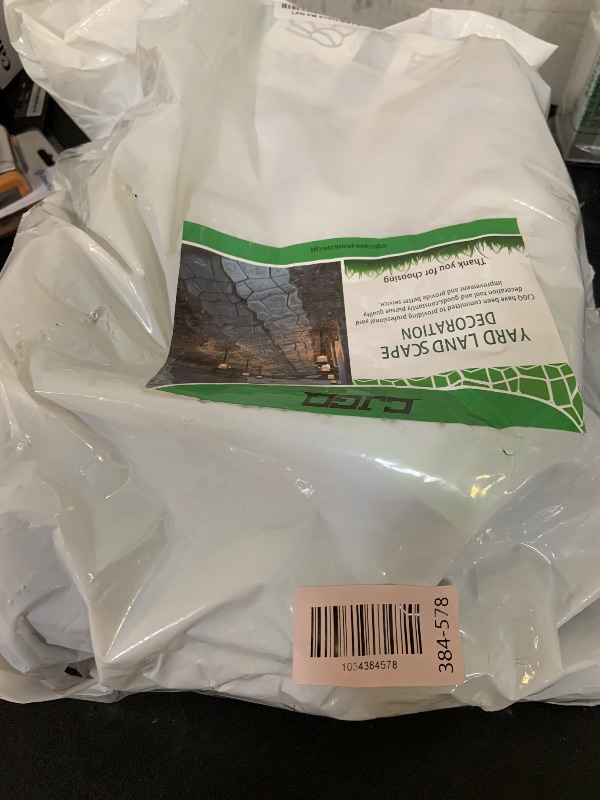 CJGQ
YARD LAND SCAPE
DECORATION
CJGQ have been committed to providing professional yard
decoration tool and goods,constantly pursue quality
improvement and provide better service.
Thank you for choosing
1034384578
384-578